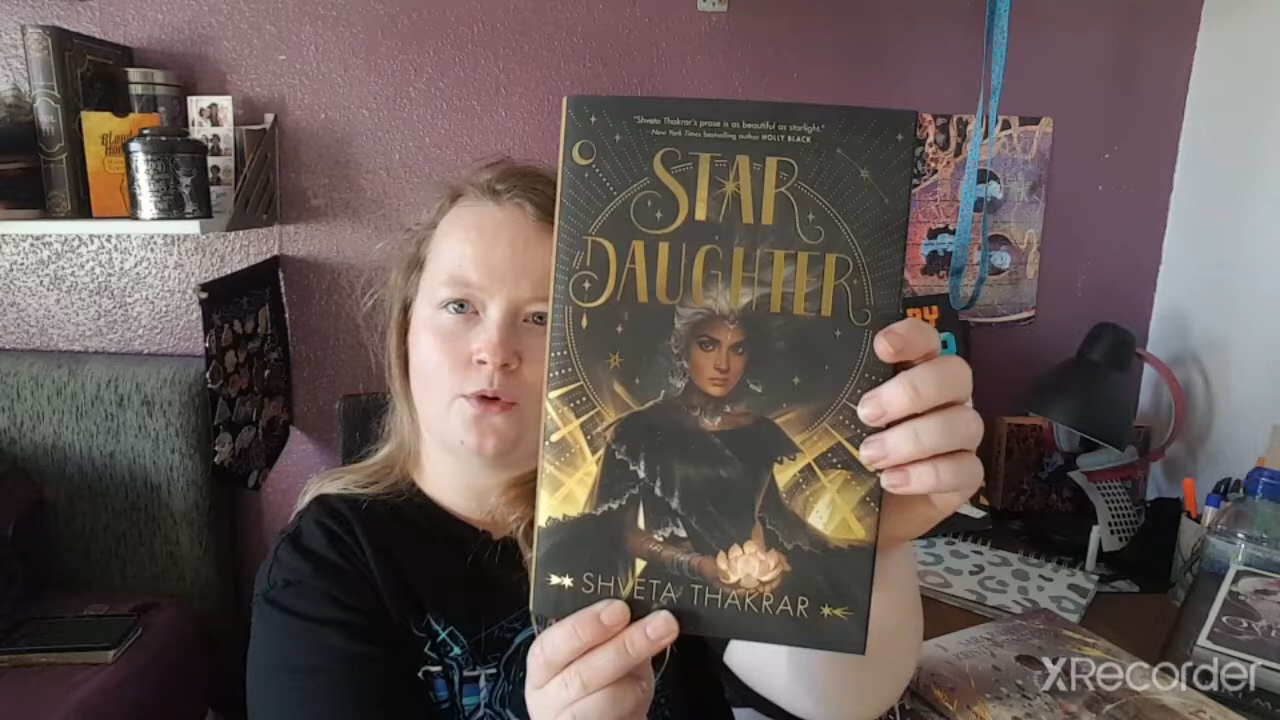 "Shveta Thakrar's prose is as beautiful as starlight."
New York Times bestselling author HOLLY BLACK
STAR
DAUGHTER
SHVETA THAKRAR
XRecorder